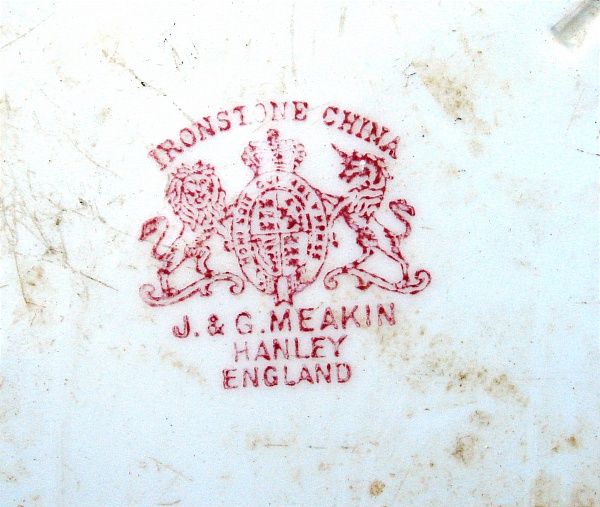 IRONSTONE CHINA
J. & G. MEAKIN
HANLEY
ENGLAND